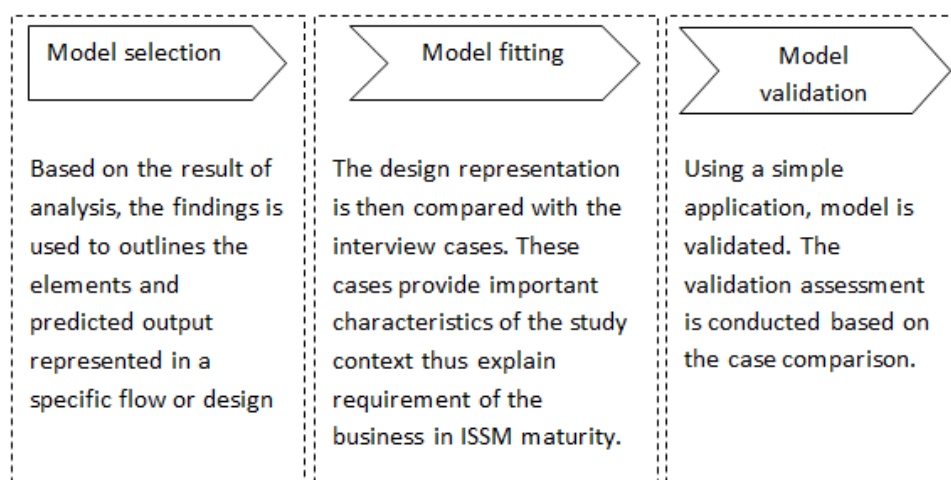 Model selection
Based on the result of
analysis, the findings is
used to outlines the
elements and
predicted output
represented in a
specific flow or design
Model fitting
The design representation
is then compared with the
interview cases. These
cases provide important
characteristics of the study
context thus explain
requirement of the
business in ISSM maturity.
Model
validation
Using a simple
application, model is
validated. The
validation assessment
is conducted based on
the case comparison.